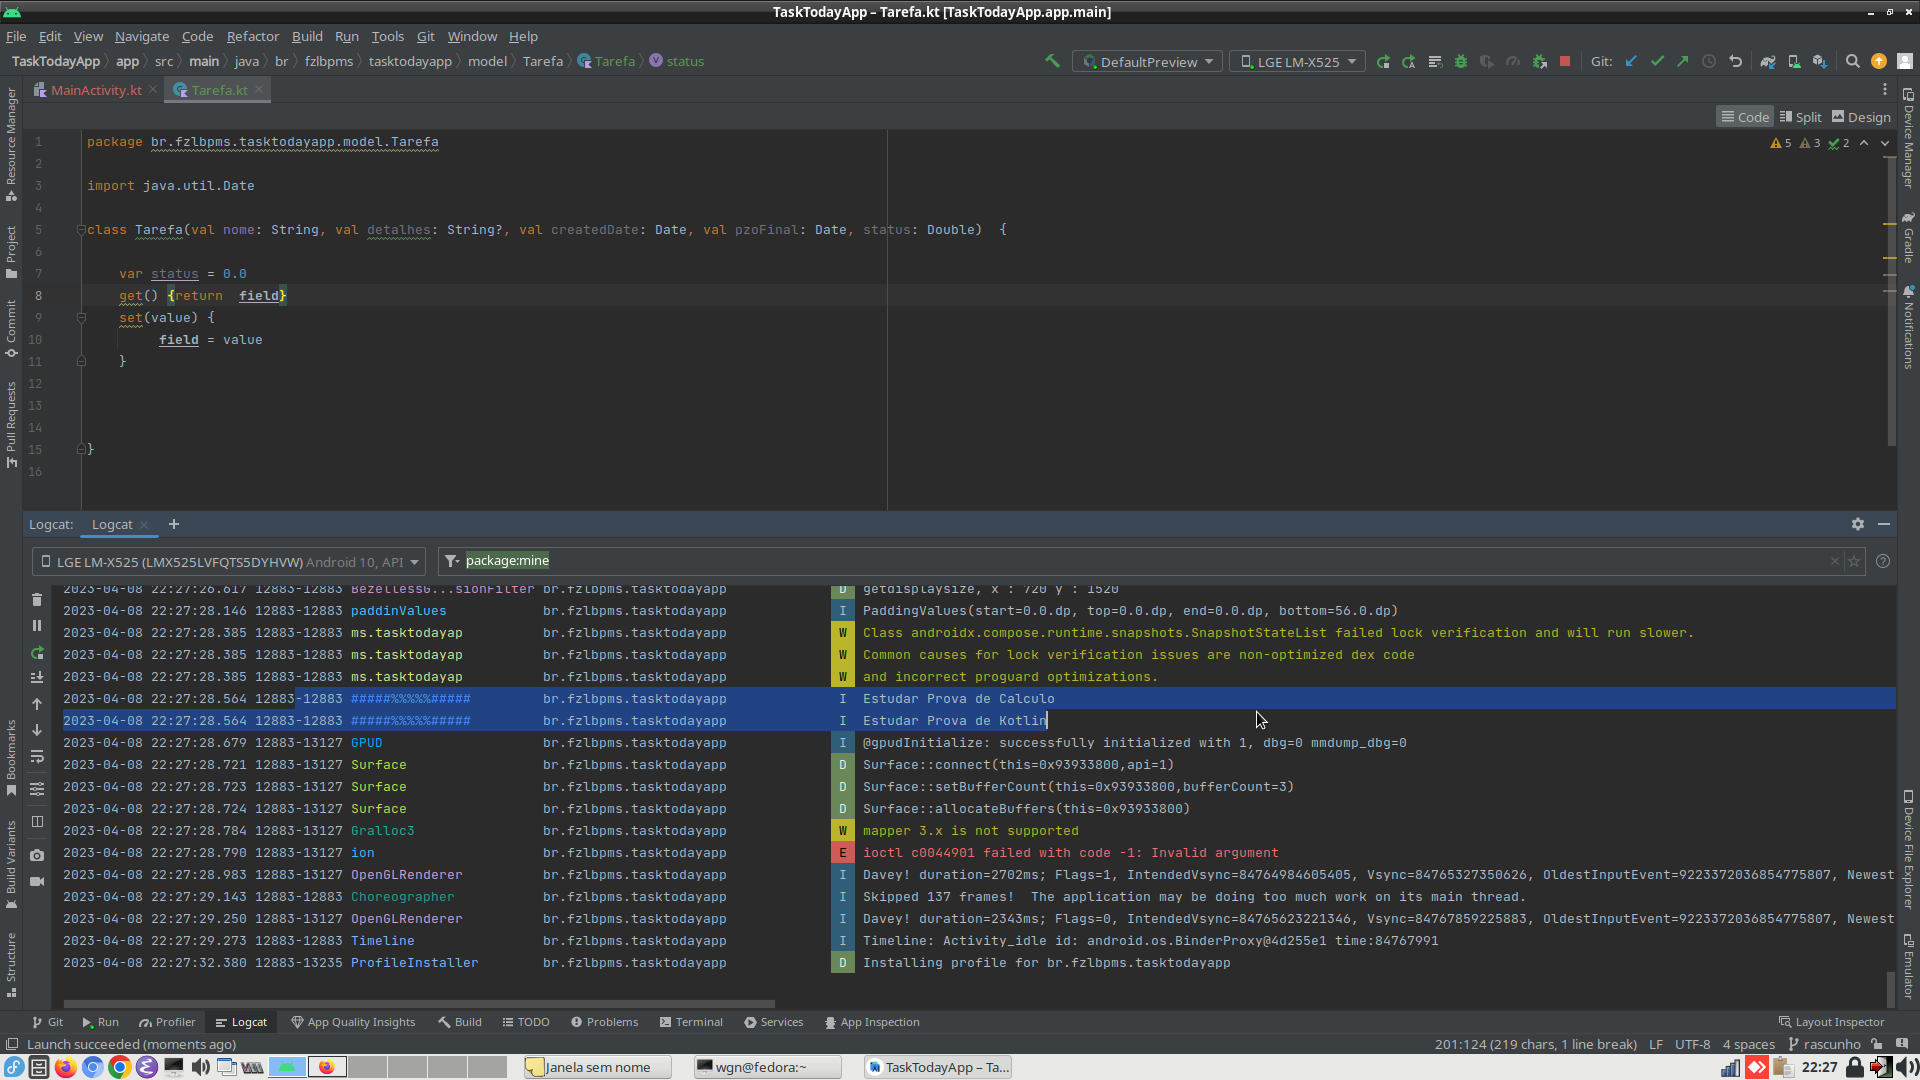 TaskTodayApp – Tarefa.kt [TaskTodayApp.app.main]
File Edit View Navigate Code Refactor Build Run Tools Git Window Help
TaskTodayApp app src main java br fzlbpms tasktodayapp model Tarefa Tarefa status DefaultPreview LGE LM-X525 Git:
MainActivity.kt Tarefa.kt
Code Split Design
5 3 2
1 package br.fzlbpms.tasktodayapp.model.Tarefa
2
3 import java.util.Date
4
5 class Tarefa(val nome: String, val detalhes: String?, val createdDate: Date, val pzoFinal: Date, status: Double)  {
6
7 var status = 0.0
8 get() {return  field}
9 set(value) {
10 field = value
11 }
12
13
14
15 }
16
Resource Manager
Project
Commit
Pull Requests
Bookmarks
Build Variants
Structure
Device Manager
Gradle
Notifications
Device File Explorer
Emulator
Logcat: Logcat
LGE LM-X525 (LMX525LVFQTS5DYHVW) Android 10, API package:mine
2023-04-08 22:27:26.617 12883-12883 BezellessG...sionFilter br.fzlbpms.tasktodayapp D getdisplaysize, x : 720 y : 1520
2023-04-08 22:27:28.146 12883-12883 paddinValues br.fzlbpms.tasktodayapp I PaddingValues(start=0.0.dp, top=0.0.dp, end=0.0.dp, bottom=56.0.dp)
2023-04-08 22:27:28.385 12883-12883 ms.tasktodayap br.fzlbpms.tasktodayapp W Class androidx.compose.runtime.snapshots.SnapshotStateList failed lock verification and will run slower.
2023-04-08 22:27:28.385 12883-12883 ms.tasktodayap br.fzlbpms.tasktodayapp W Common causes for lock verification issues are non-optimized dex code
2023-04-08 22:27:28.385 12883-12883 ms.tasktodayap br.fzlbpms.tasktodayapp W and incorrect proguard optimizations.
2023-04-08 22:27:28.564 12883-12883 #####%%%%%##### br.fzlbpms.tasktodayapp I Estudar Prova de Calculo
2023-04-08 22:27:28.564 12883-12883 #####%%%%%##### br.fzlbpms.tasktodayapp I Estudar Prova de Kotlin
2023-04-08 22:27:28.679 12883-13127 GPUD br.fzlbpms.tasktodayapp I @gpudInitialize: successfully initialized with 1, dbg=0 mmdump_dbg=0
2023-04-08 22:27:28.721 12883-13127 Surface br.fzlbpms.tasktodayapp D Surface::connect(this=0x93933800,api=1)
2023-04-08 22:27:28.723 12883-13127 Surface br.fzlbpms.tasktodayapp D Surface::setBufferCount(this=0x93933800,bufferCount=3)
2023-04-08 22:27:28.724 12883-13127 Surface br.fzlbpms.tasktodayapp D Surface::allocateBuffers(this=0x93933800)
2023-04-08 22:27:28.784 12883-13127 Gralloc3 br.fzlbpms.tasktodayapp W mapper 3.x is not supported
2023-04-08 22:27:28.790 12883-13127 ion br.fzlbpms.tasktodayapp E ioctl c0044901 failed with code -1: Invalid argument
2023-04-08 22:27:28.983 12883-13127 OpenGLRenderer br.fzlbpms.tasktodayapp I Davey! duration=2702ms; Flags=1, IntendedVsync=84764984605405, Vsync=84765327350626, OldestInputEvent=9223372036854775807, Newest
2023-04-08 22:27:29.143 12883-12883 Choreographer br.fzlbpms.tasktodayapp I Skipped 137 frames!  The application may be doing too much work on its main thread.
2023-04-08 22:27:29.250 12883-13127 OpenGLRenderer br.fzlbpms.tasktodayapp I Davey! duration=2343ms; Flags=0, IntendedVsync=84765623221346, Vsync=84767859225883, OldestInputEvent=9223372036854775807, Newest
2023-04-08 22:27:29.273 12883-12883 Timeline br.fzlbpms.tasktodayapp I Timeline: Activity_idle id: android.os.BinderProxy@4d255e1 time:84767991
2023-04-08 22:27:32.380 12883-13235 ProfileInstaller br.fzlbpms.tasktodayapp D Installing profile for br.fzlbpms.tasktodayapp
Git Run Profiler Logcat App Quality Insights Build TODO Problems Terminal Services App Inspection Layout Inspector
Launch succeeded (moments ago) 201:124 (219 chars, 1 line break) LF UTF-8 4 spaces rascunho
Janela sem nome wgn@fedora:~ TaskTodayApp – Ta... 22:27